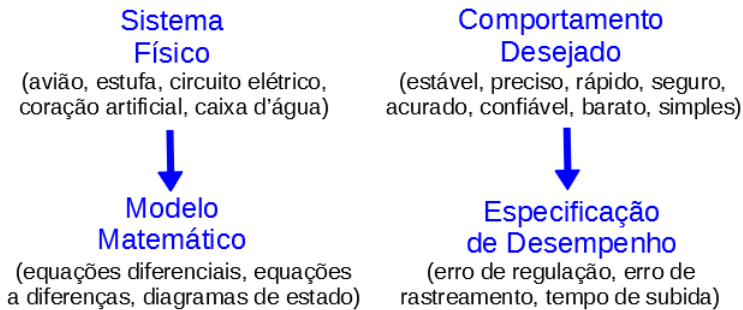 Sistema
Físico
(avião, estufa, circuito elétrico,
coração artificial, caixa d’água)
Modelo
Matemático
(equações diferenciais, equações
a diferenças, diagramas de estado)
Comportamento
Desejado
(estável, preciso, rápido, seguro,
acurado, confiável, barato, simples)
Especificação
de Desempenho
(erro de regulação, erro de
rastreamento, tempo de subida)